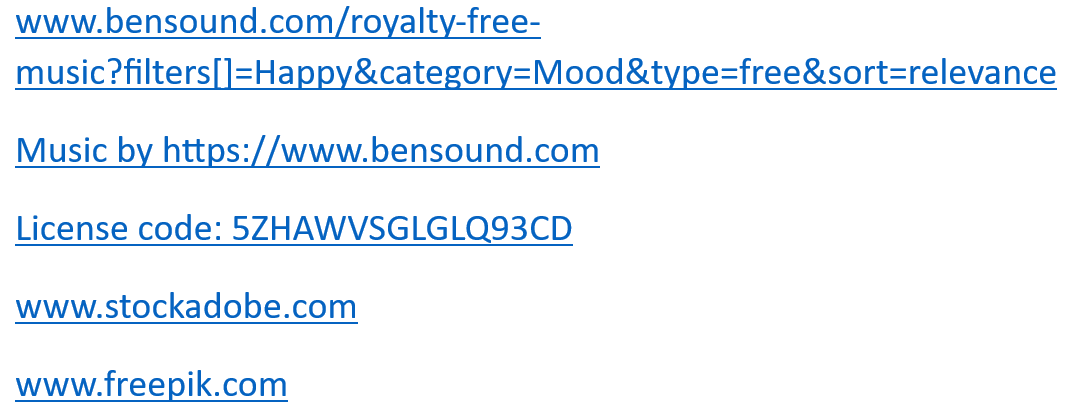 www.bensound.com/royalty-free-
music?filters[]=Happy&category=Mood&type=free&sort=relevance
Music by https://www.bensound.com
License code: 5ZHAWVSGLGLQ93CD
www.stockadobe.com
www.freepik.com